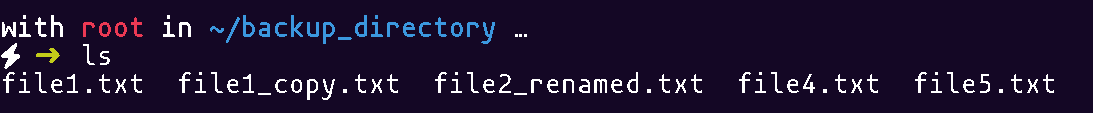 with root in ~/backup_directory …
⚡ ➜ ls
file1.txt  file1_copy.txt  file2_renamed.txt  file4.txt  file5.txt